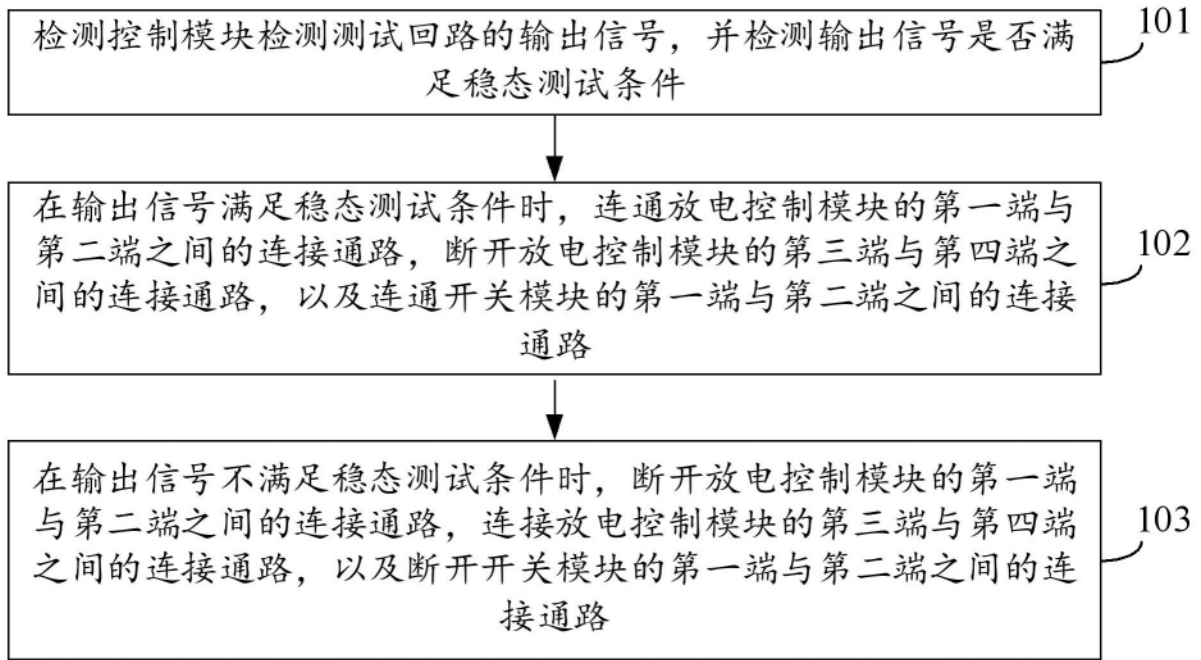 检测控制模块检测测试回路的输出信号，并检测输出信号是否满
足稳态测试条件
101
在输出信号满足稳态测试条件时，连通放电控制模块的第一端与
第二端之间的连接通路，断开放电控制模块的第三端与第四端之
间的连接通路，以及连通开关模块的第一端与第二端之间的连接
通路
102
在输出信号不满足稳态测试条件时，断开放电控制模块的第一端
与第二端之间的连接通路，连接放电控制模块的第三端与第四端
之间的连接通路，以及断开开关模块的第一端与第二端之间的连
接通路
103